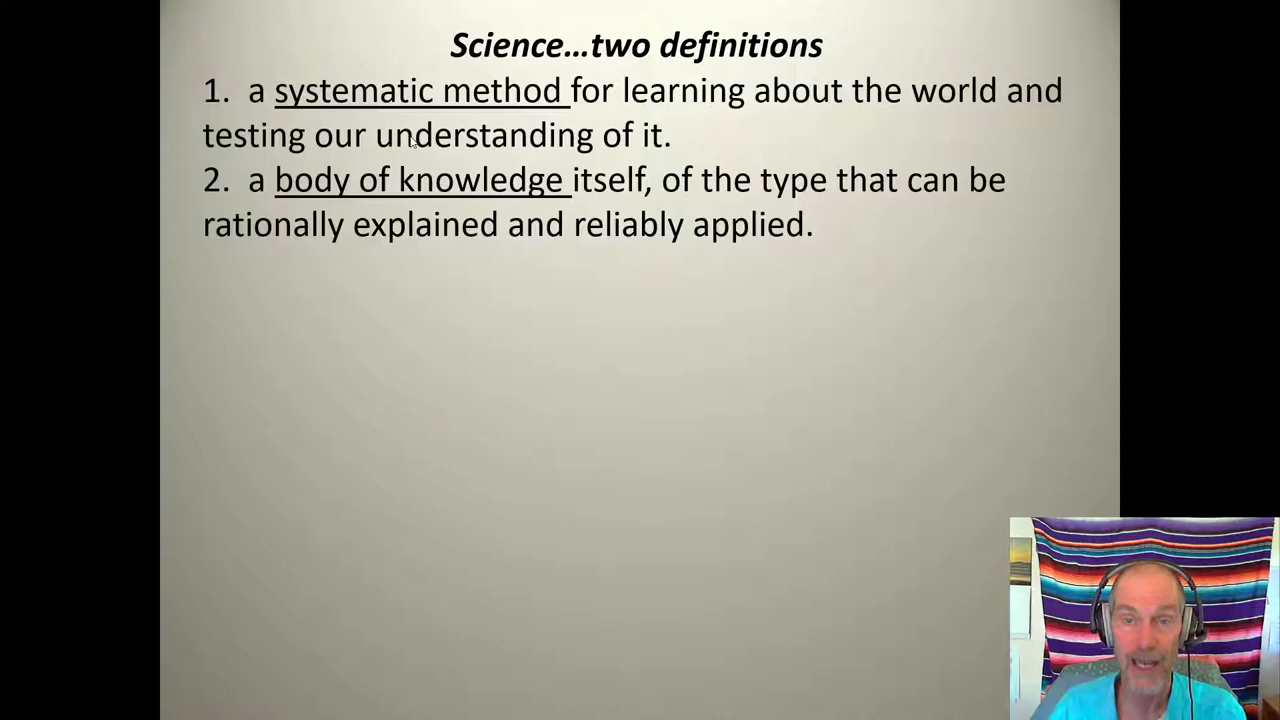 Science…two definitions
1. a systematic method for learning about the world and
testing our understanding of it.
2. a body of knowledge itself, of the type that can be
rationally explained and reliably applied.